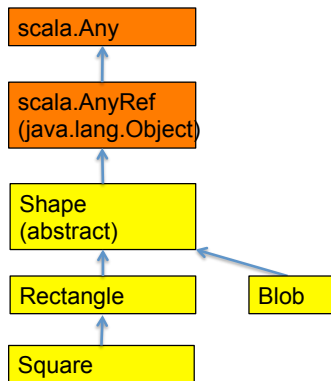 scala.Any
scala.AnyRef
(java.lang.Object)
Shape
(abstract)
Rectangle
Blob
Square